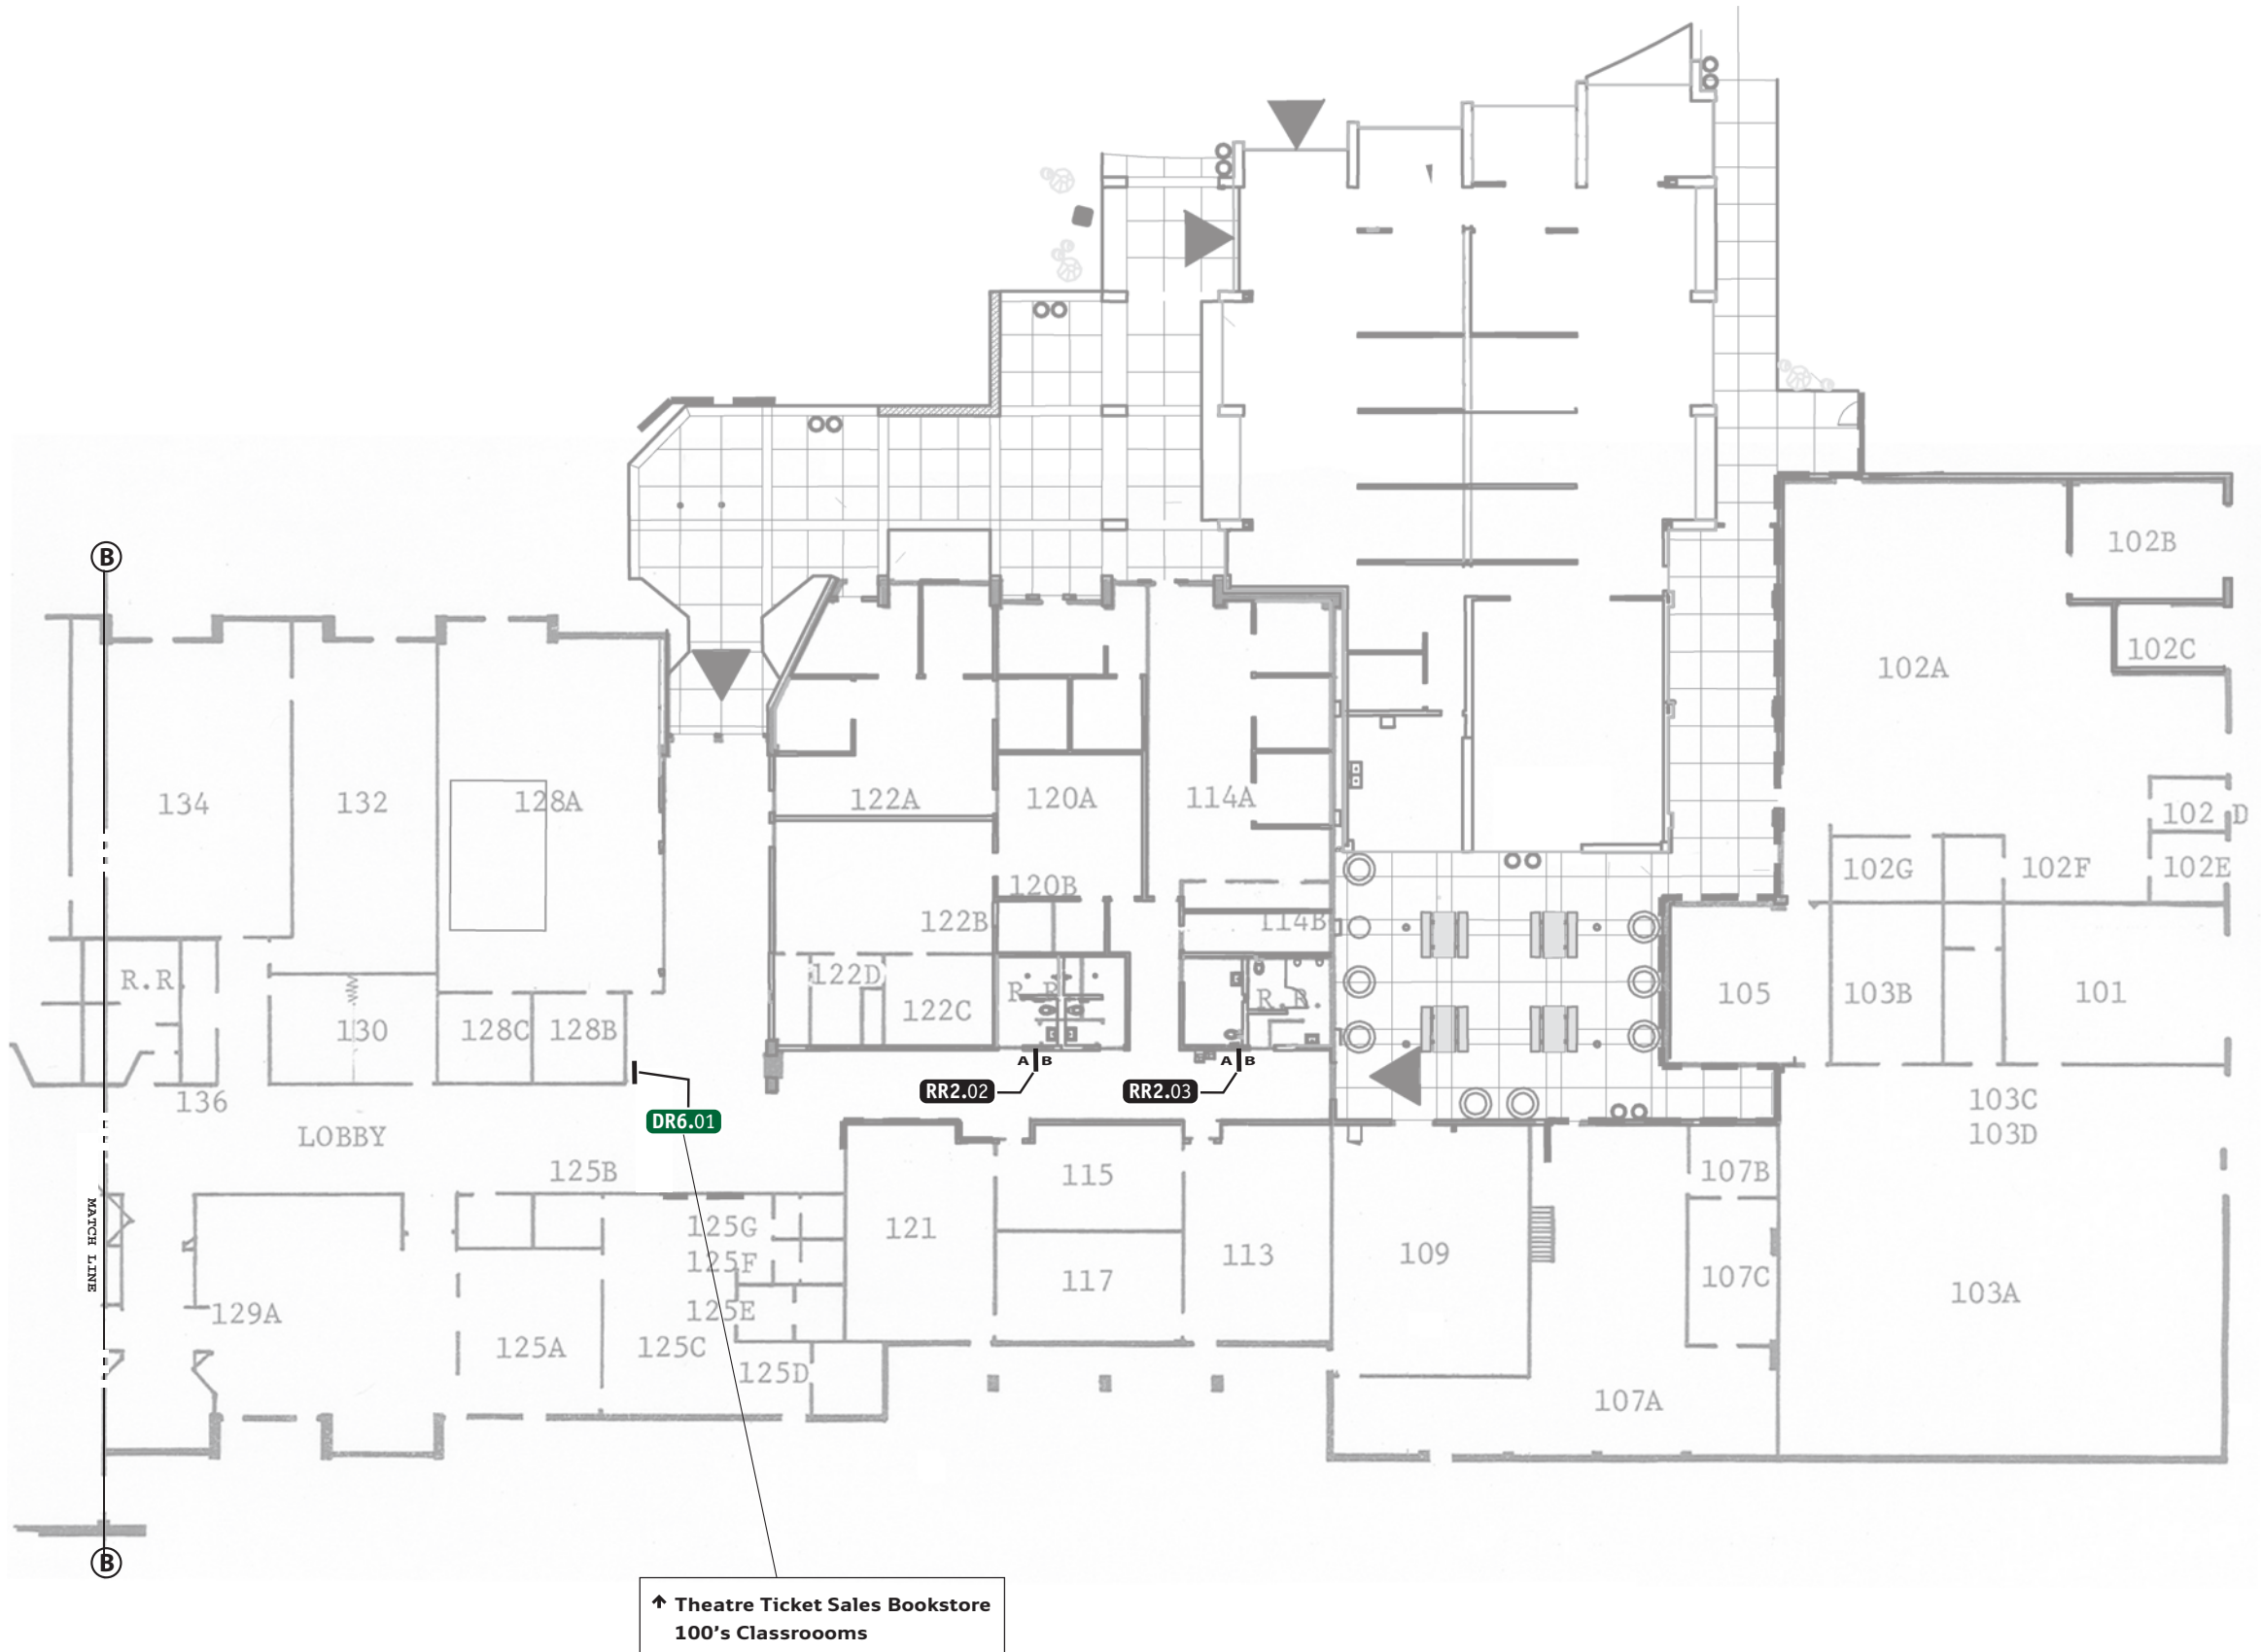 B
102B
102C
102A
134
132
128A
122A
120A
114A
102 D
102G
102F
102E
120B
122B
114B
R.R.
122D
R.R.
R.R
105
103B
101
130
128C
128B
122C
A B
A B
RR2.02
RR2.03
136
103C
DR6.01
LOBBY
103D
125B
115
107B
MATCH LINE
125G
121
125F
113
109
117
107C
129A
125E
103A
125A
125C
125D
107A
B
↑ Theatre Ticket Sales Bookstore
100's Classroooms